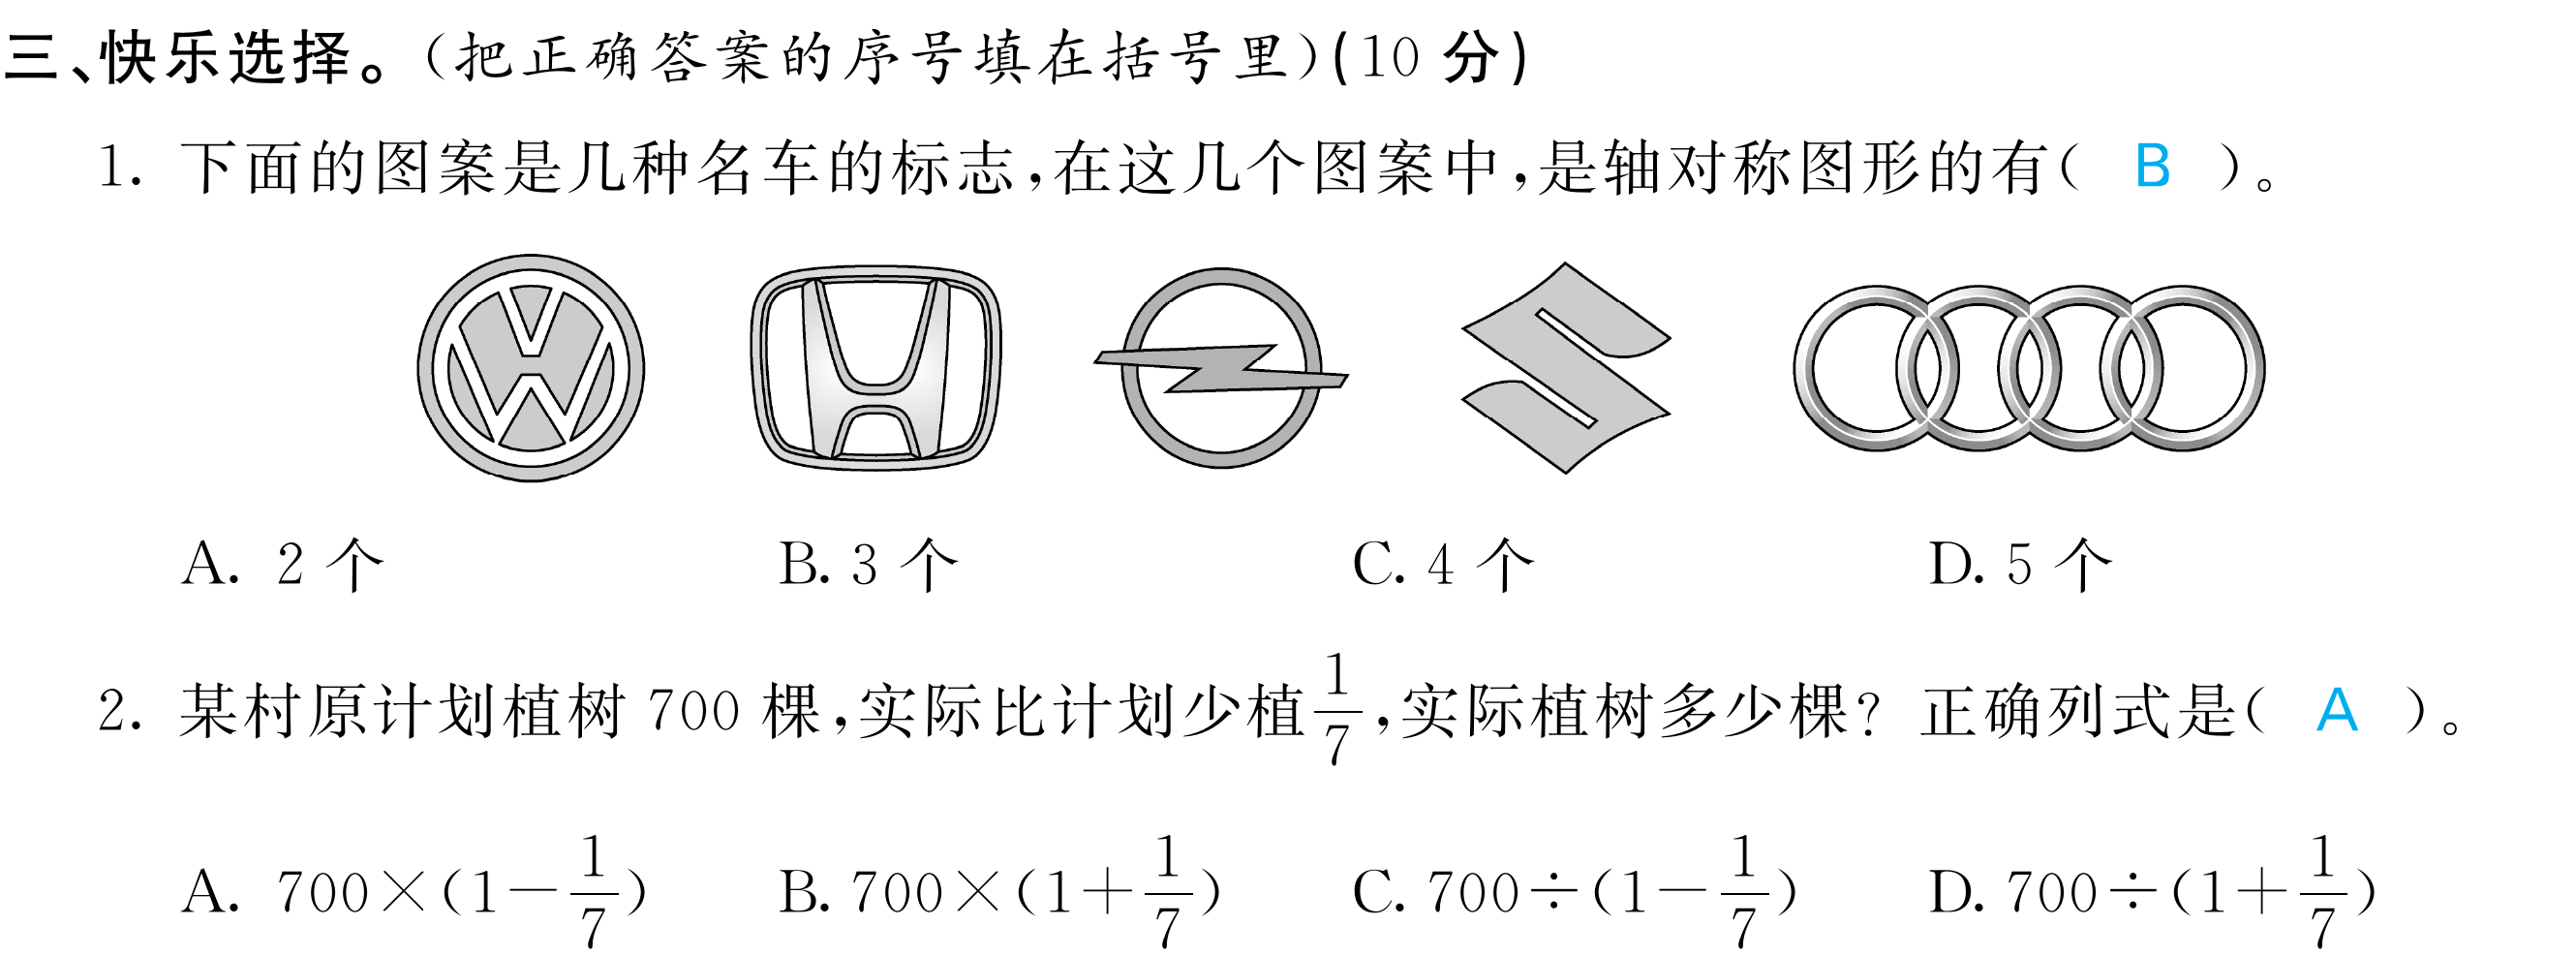 三、快乐选择。(把正确答案的序号填在括号里)(10 分)
1. 下面的图案是几种名车的标志,在这几个图案中,是轴对称图形的有( B )。
A. 2 个 B. 3 个 C. 4 个 D. 5 个
2. 某村原计划植树 700 棵,实际比计划少植1/7,实际植树多少棵? 正确列式是( A )。
A. 700×(1−1/7) B. 700×(1+1/7) C. 700÷(1−1/7) D. 700÷(1+1/7)